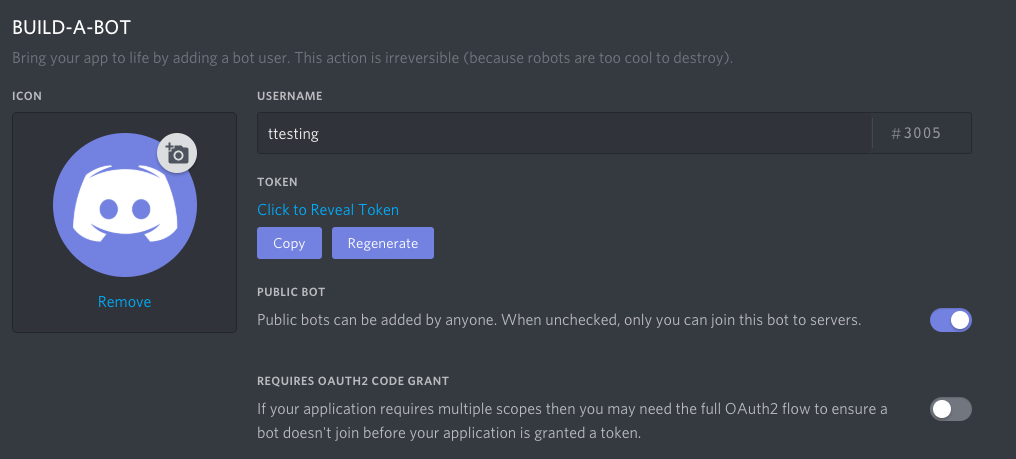 BUILD-A-BOT
Bring your app to life by adding a bot user. This action is irreversible (because robots are too cool to destroy).
ICON
Remove
USERNAME
ttesting #3005
TOKEN
Click to Reveal Token
Copy Regenerate
PUBLIC BOT
Public bots can be added by anyone. When unchecked, only you can join this bot to servers.
REQUIRES OAUTH2 CODE GRANT
If your application requires multiple scopes then you may need the full OAuth2 flow to ensure a
bot doesn't join before your application is granted a token.